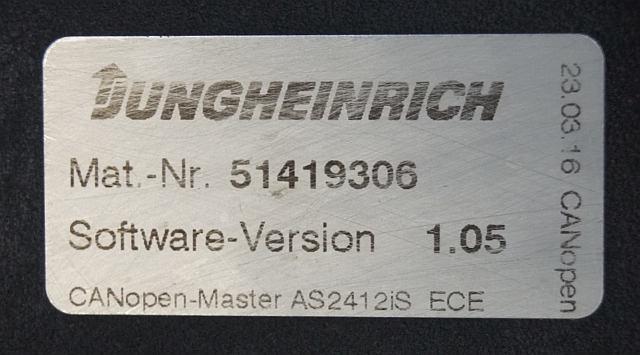 JUNGHEINRICH
Mat.-Nr. 51419306
Software-Version 1.05
CANopen-Master AS2412iS ECE
23.03.16 CANopen